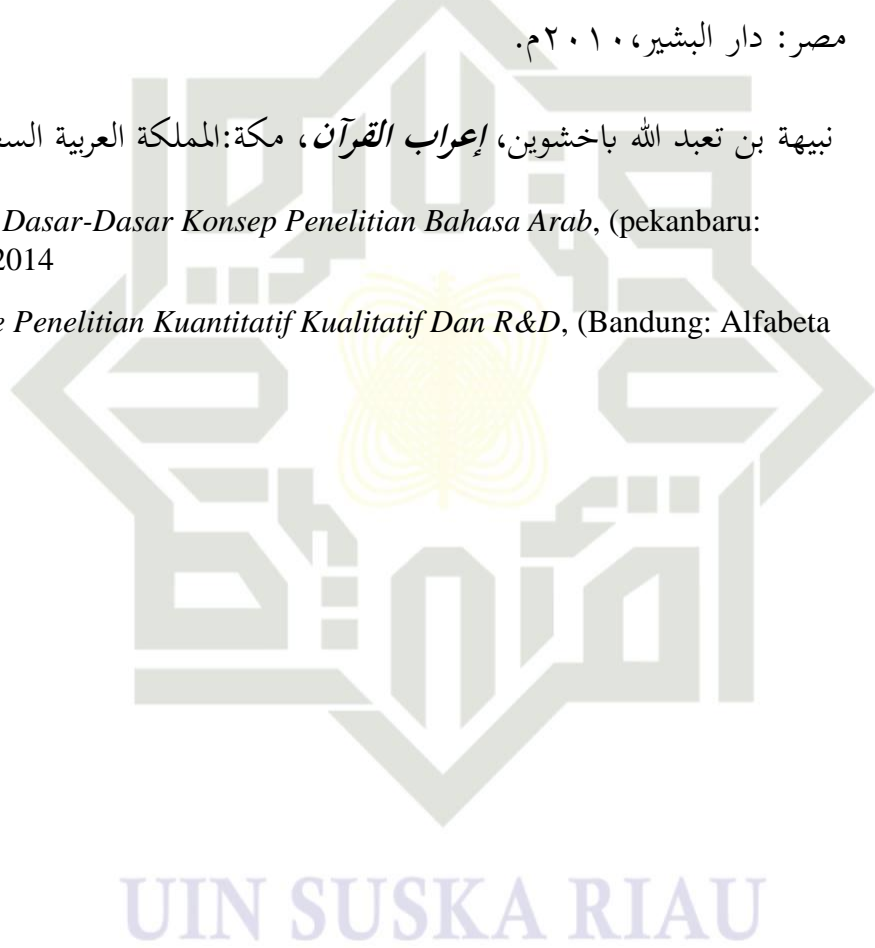 مصر: دار البشير،٢٠١٠م.
نبيهة بن تعبد الله باخشوين، إعراب القرآن، مكة:المملكة العربية
Dasar-Dasar Konsep Penelitian Bahasa Arab, (pekanbaru:
2014
Penelitian Kuantitatif Kualitatif Dan R&D, (Bandung: Alfabeta
UIN SUSKA RIAU